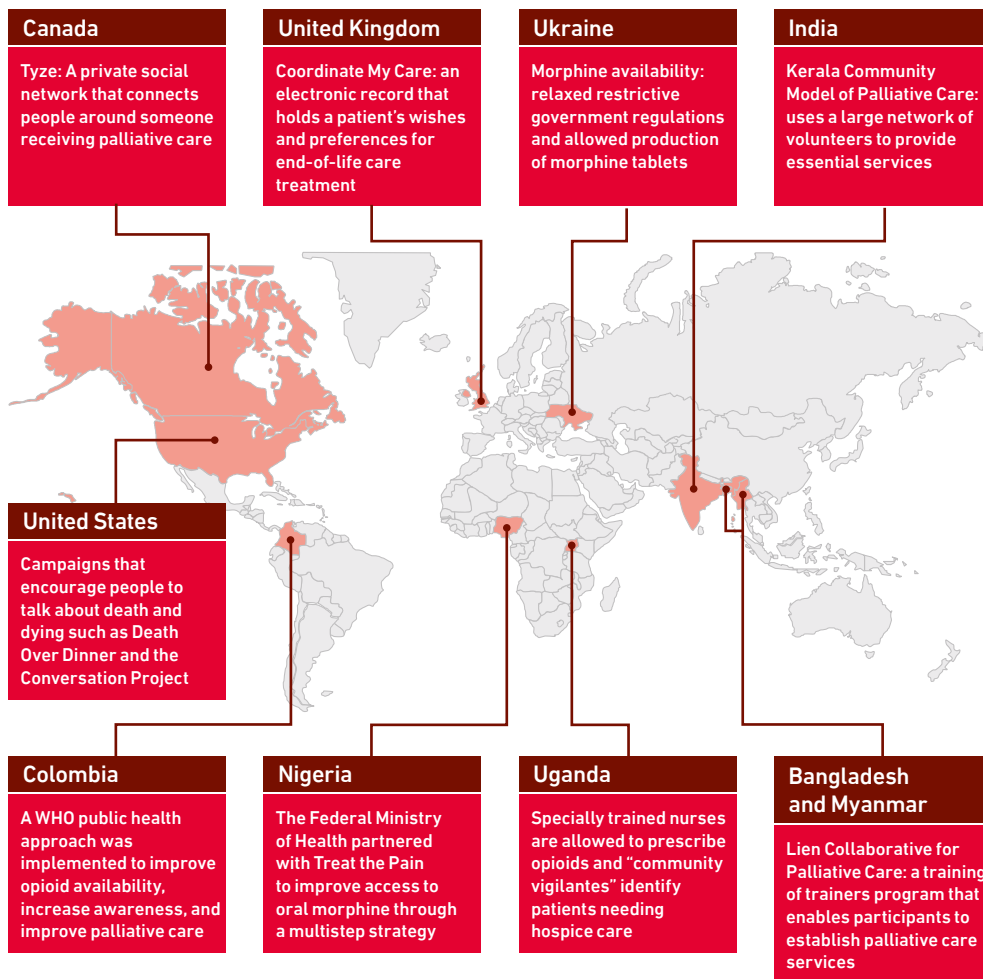 Canada
Tyze: A private social
network that connects
people around someone
receiving palliative care
United Kingdom
Coordinate My Care: an
electronic record that
holds a patient’s wishes
and preferences for
end-of-life care
treatment
Ukraine
Morphine availability:
relaxed restrictive
government regulations
and allowed production
of morphine tablets
India
Kerala Community
Model of Palliative Care:
uses a large network of
volunteers to provide
essential services
United States
Campaigns that
encourage people to
talk about death and
dying such as Death
Over Dinner and the
Conversation Project
Colombia
A WHO public health
approach was
implemented to improve
opioid availability,
increase awareness, and
improve palliative care
Nigeria
The Federal Ministry
of Health partnered
with Treat the Pain
to improve access to
oral morphine through
a multistep strategy
Uganda
Specially trained nurses
are allowed to prescribe
opioids and “community
vigilantes” identify
patients needing
hospice care
Bangladesh
and Myanmar
Lien Collaborative for
Palliative Care: a training
of trainers program that
enables participants to
establish palliative care
services